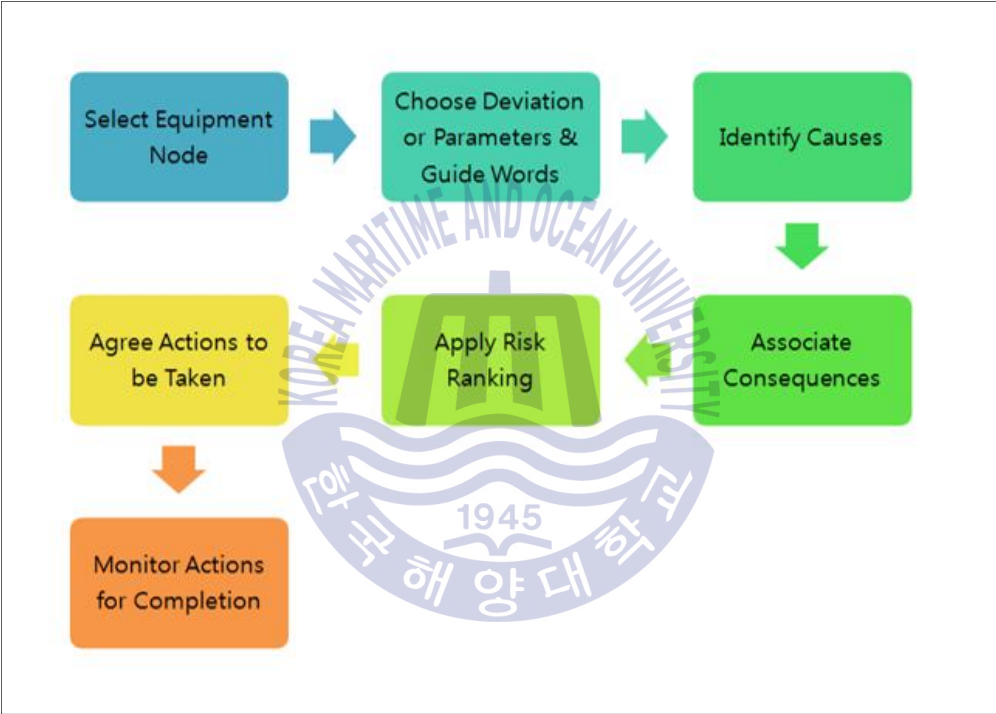 Select Equipment
Node
Choose Deviation
or Parameters &
Guide Words
Identify Causes
Associate
Consequences
Apply Risk
Ranking
Agree Actions to
be Taken
Monitor Actions
for Completion
KOREA MARITIME AND OCEAN UNIVERSITY
1945
한국해양대학교